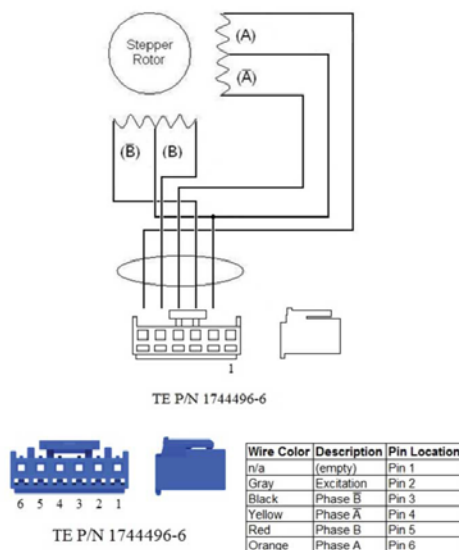 Stepper
Rotor
(A)
(A̅)
(B̅)
(B)
1
TE P/N 1744496-6
6 5 4 3 2 1
TE P/N 1744496-6
Wire Color Description Pin Location
n/a (empty) Pin 1
Gray Excitation Pin 2
Black Phase B̅ Pin 3
Yellow Phase A̅ Pin 4
Red Phase B Pin 5
Orange Phase A Pin 6